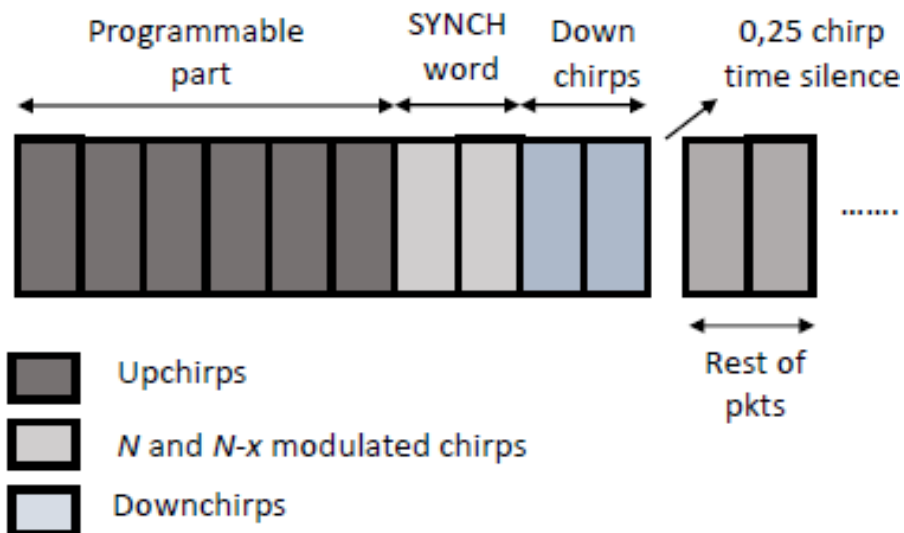 Programmable
part
SYNCH
word
Down
chirps
0,25 chirp
time silence
.......
Rest of
pkts
Upchirps
N and N-x modulated chirps
Downchirps